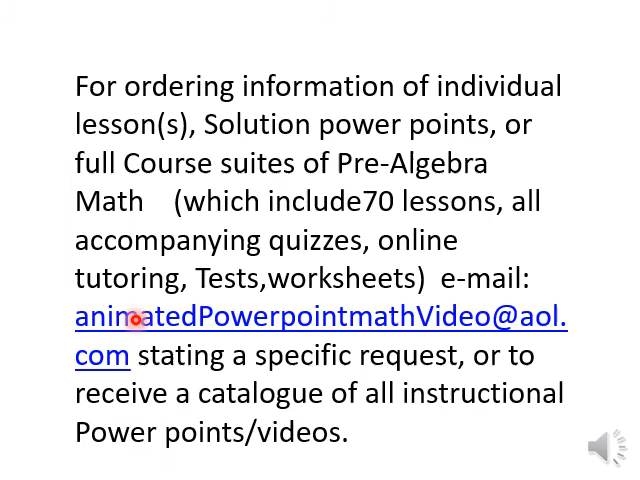 For ordering information of individual
lesson(s), Solution power points, or
full Course suites of Pre-Algebra
Math    (which include70 lessons, all
accompanying quizzes, online
tutoring, Tests,worksheets)  e-mail:
animatedPowerpointmathVideo@aol.
com stating a specific request, or to
receive a catalogue of all instructional
Power points/videos.